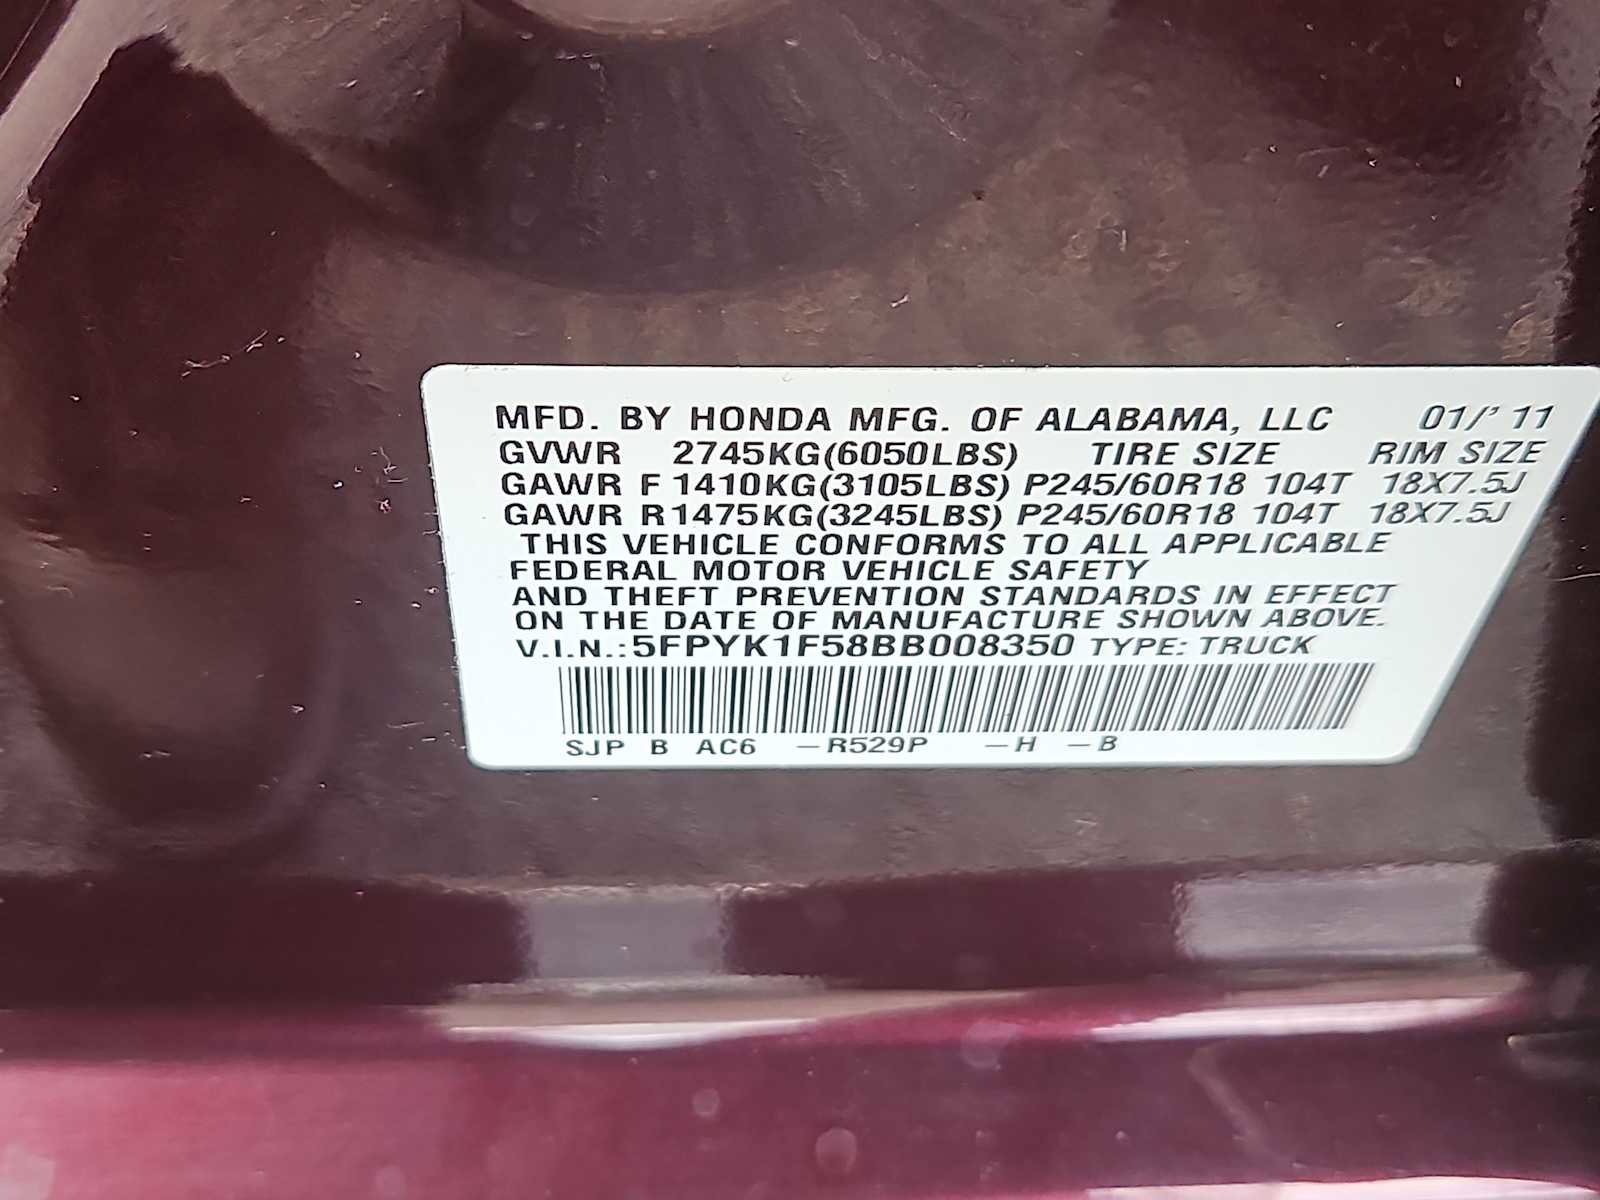 MFD. BY HONDA MFG. OF ALABAMA, LLC 01/'11
GVWR 2745KG(6050LBS) TIRE SIZE RIM SIZE
GAWR F 1410KG(3105LBS) P245/60R18 104T 18X7.5J
GAWR R 1475KG(3245LBS) P245/60R18 104T 18X7.5J
THIS VEHICLE CONFORMS TO ALL APPLICABLE
FEDERAL MOTOR VEHICLE SAFETY
AND THEFT PREVENTION STANDARDS IN EFFECT
ON THE DATE OF MANUFACTURE SHOWN ABOVE.
V.I.N.: 5FPYK1F58BB008350 TYPE: TRUCK
SJP B AC6 -R529P -H -B